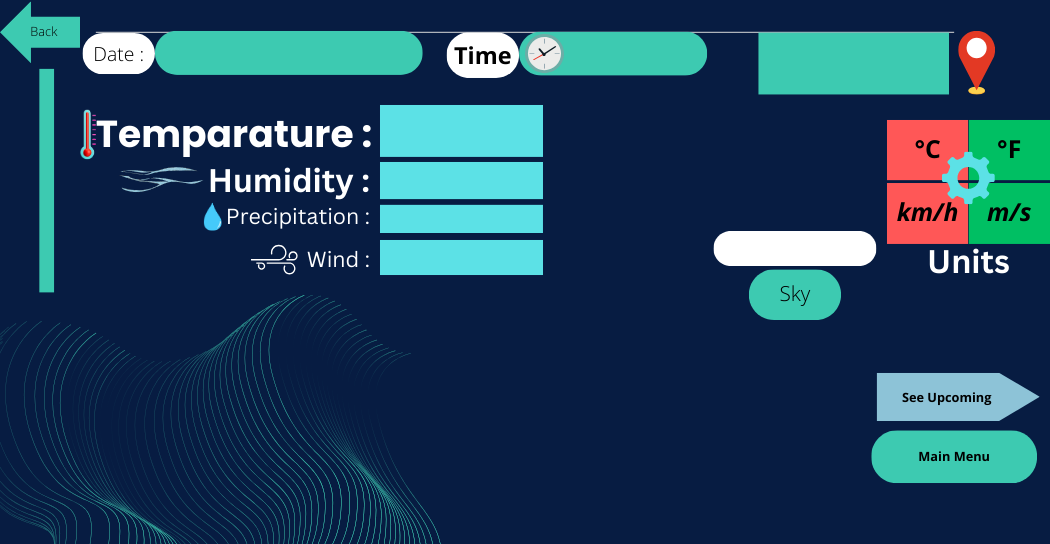 Back
Date :
Time
Temparature :
°C
°F
Humidity :
km/h
m/s
Precipitation :
Wind :
Units
Sky
See Upcoming
Main Menu